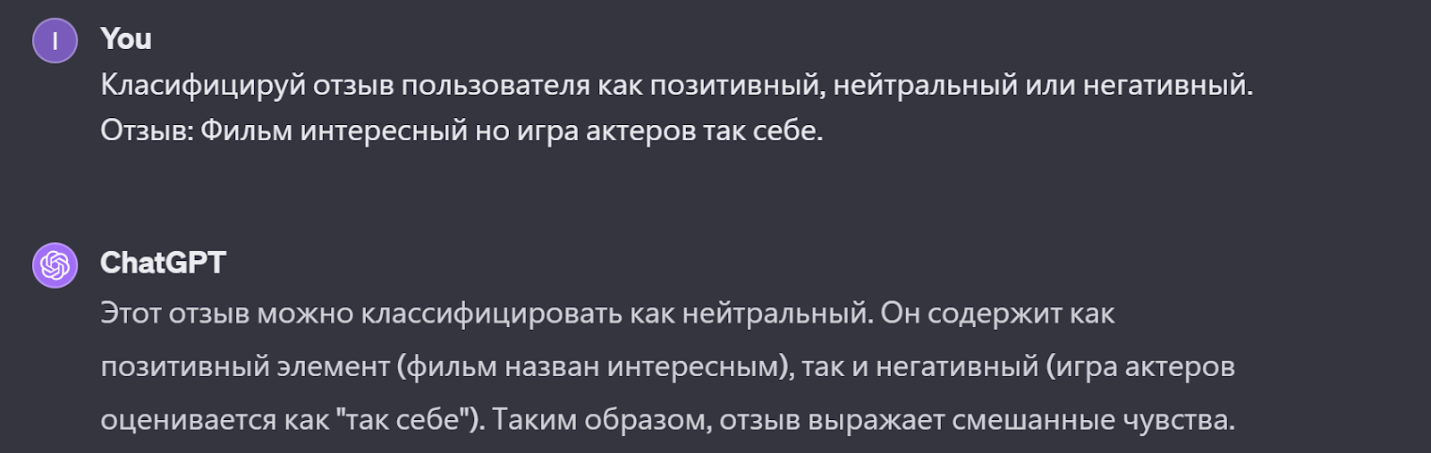 I
You
Класифицируй отзыв пользователя как позитивный, нейтральный или негативный.
Отзыв: Фильм интересный но игра актеров так себе.
ChatGPT
Этот отзыв можно классифицировать как нейтральный. Он содержит как
позитивный элемент (фильм назван интересным), так и негативный (игра актеров
оценивается как "так себе"). Таким образом, отзыв выражает смешанные чувства.